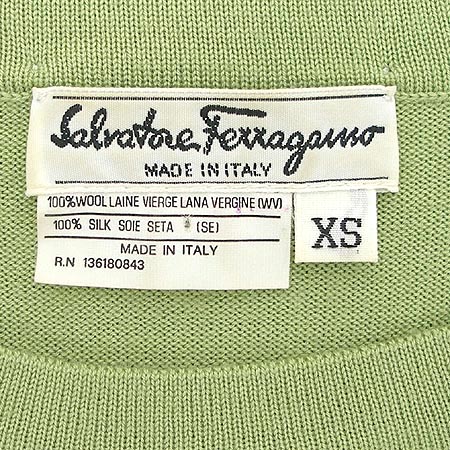 Salvatore Ferragamo
MADE IN ITALY
100% WOOL LAINE VIERGE LANA VERGINE (WV)
100% SILK SOIE SETA (SE)
MADE IN ITALY
R.N 136180843
XS